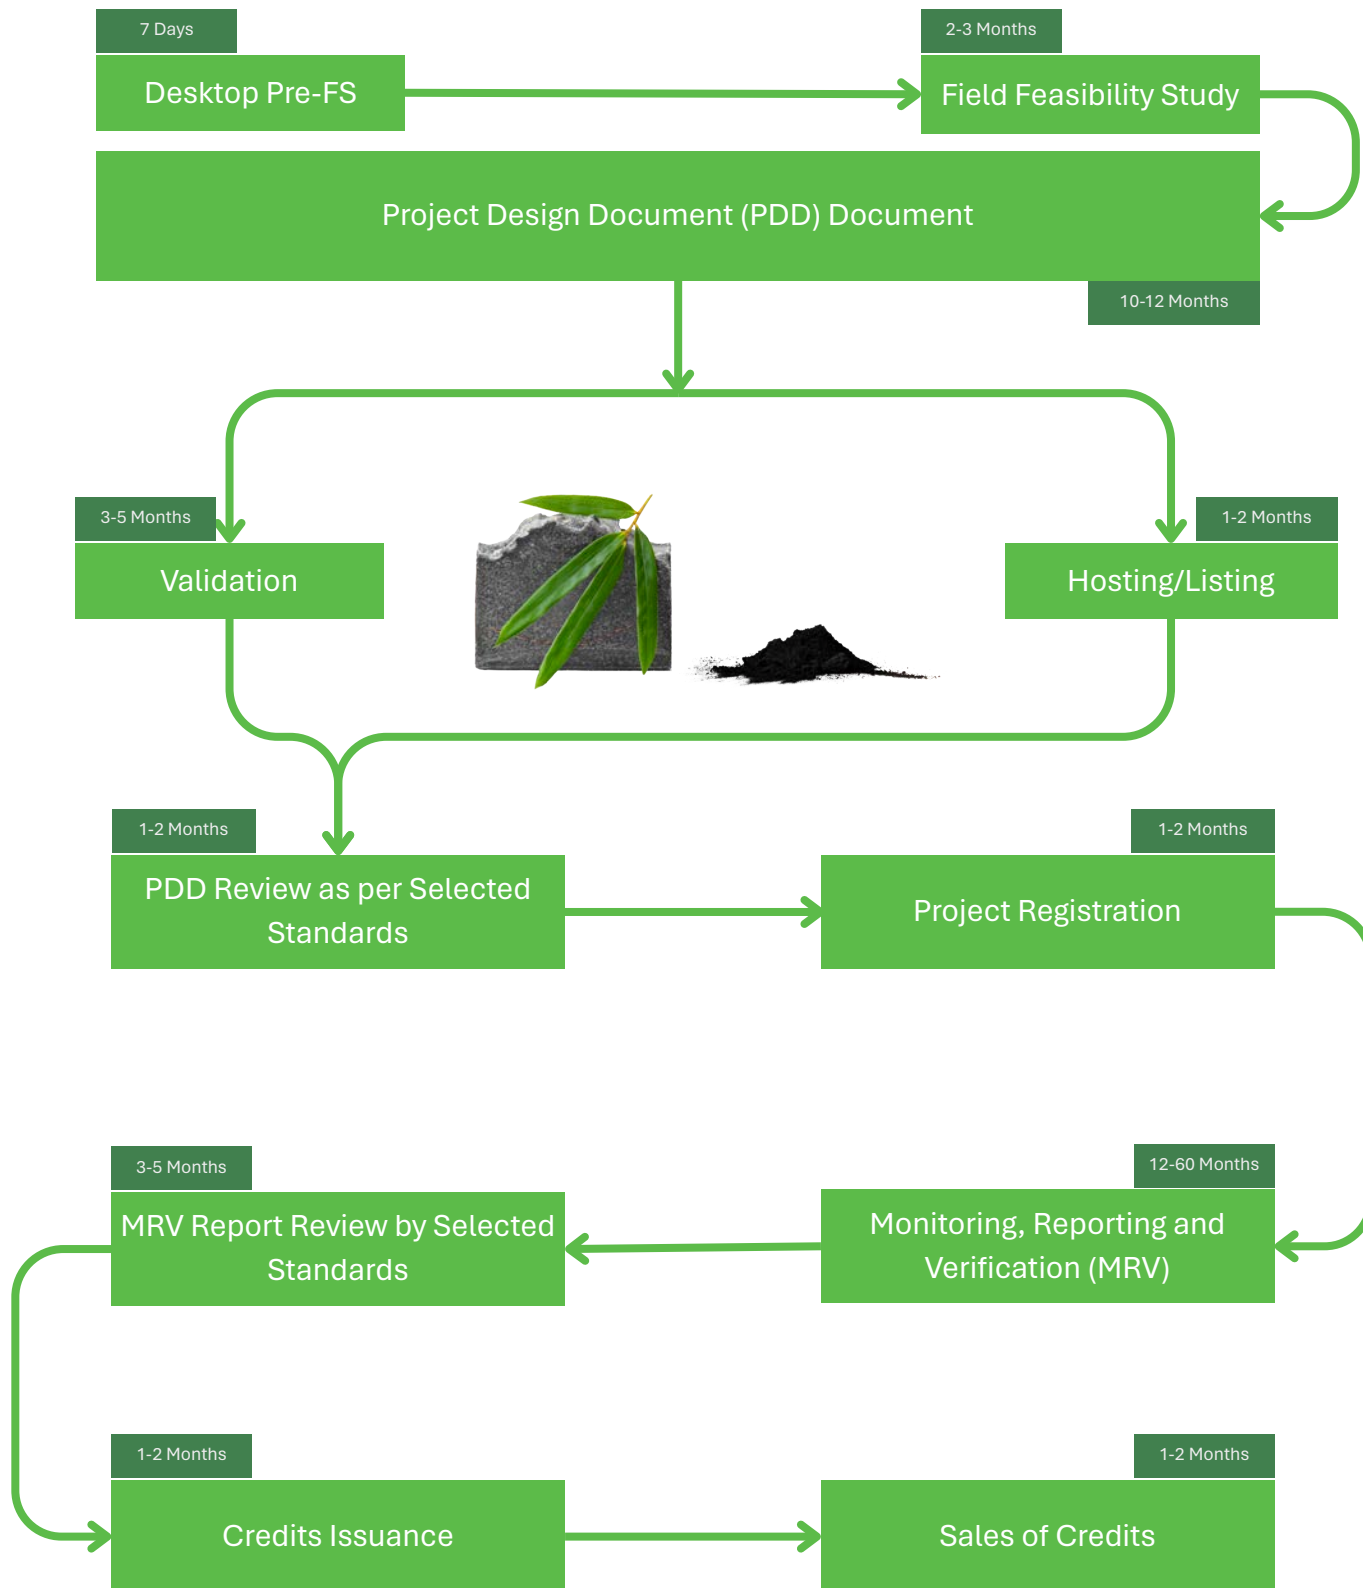 7 Days
Desktop Pre-FS
2-3 Months
Field Feasibility Study
Project Design Document (PDD) Document
10-12 Months
3-5 Months
Validation
1-2 Months
Hosting/Listing
1-2 Months
PDD Review as per Selected
Standards
1-2 Months
Project Registration
3-5 Months
MRV Report Review by Selected
Standards
12-60 Months
Monitoring, Reporting and
Verification (MRV)
1-2 Months
Credits Issuance
1-2 Months
Sales of Credits